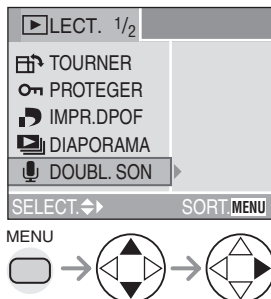 LECT. 1/2
TOURNER
PROTEGER
IMPR.DPOF
DIAPORAMA
DOUBL. SON
SELECT. SORT.MENU
MENU